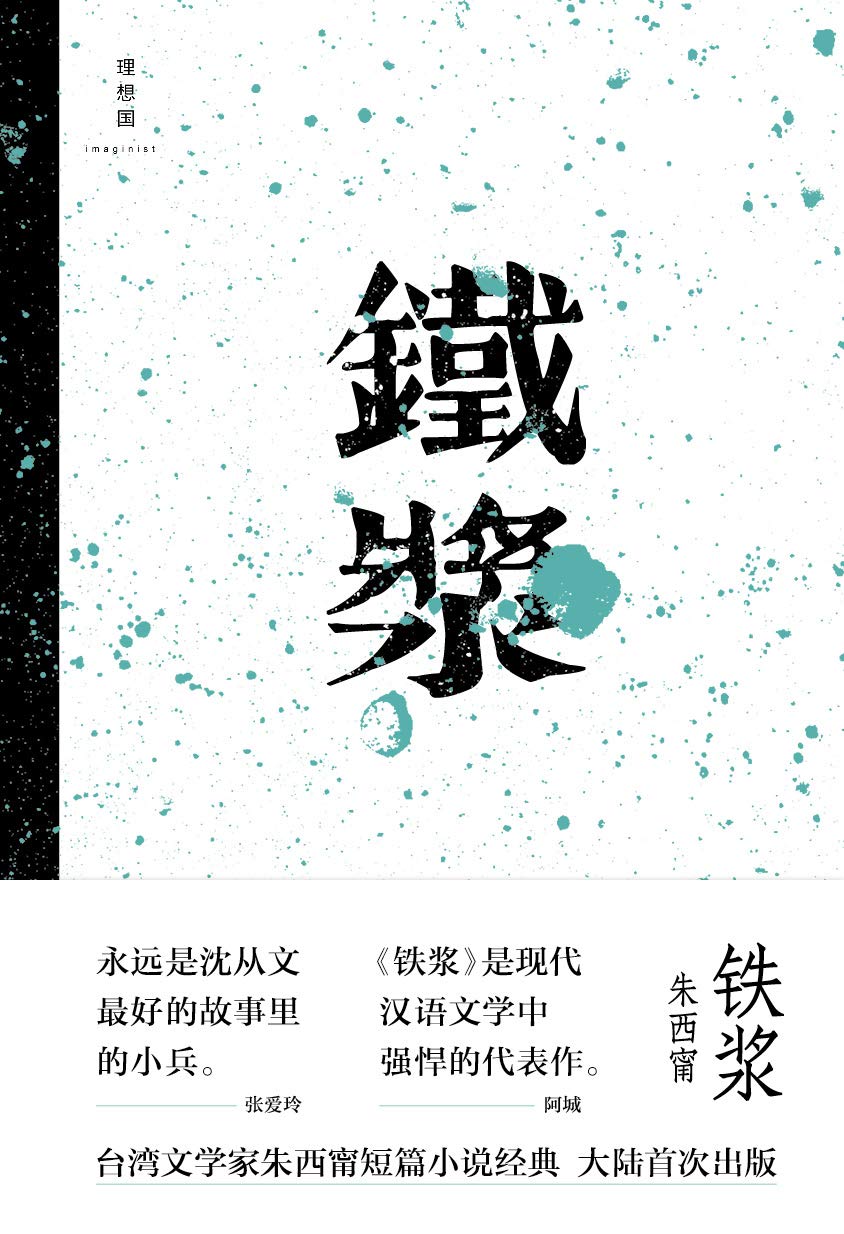 理想国
imaginist
鐵漿
永远是沈从文
最好的故事里
的小兵。
张爱玲
《铁浆》是现代
汉语文学中
强悍的代表作。
阿城
铁浆
朱西甯
台湾文学家朱西甯短篇小说经典 大陆首次出版